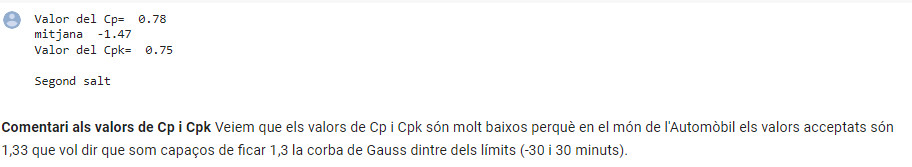 Valor del Cp=  0.78
mitjana  -1.47
Valor del Cpk=  0.75
Segond salt
Comentari als valors de Cp i Cpk Veiem que els valors de Cp i Cpk són molt baixos perquè en el món de l'Automòbil els valors acceptats són
1,33 que vol dir que som capaços de ficar 1,3 la corba de Gauss dintre dels límits (-30 i 30 minuts).